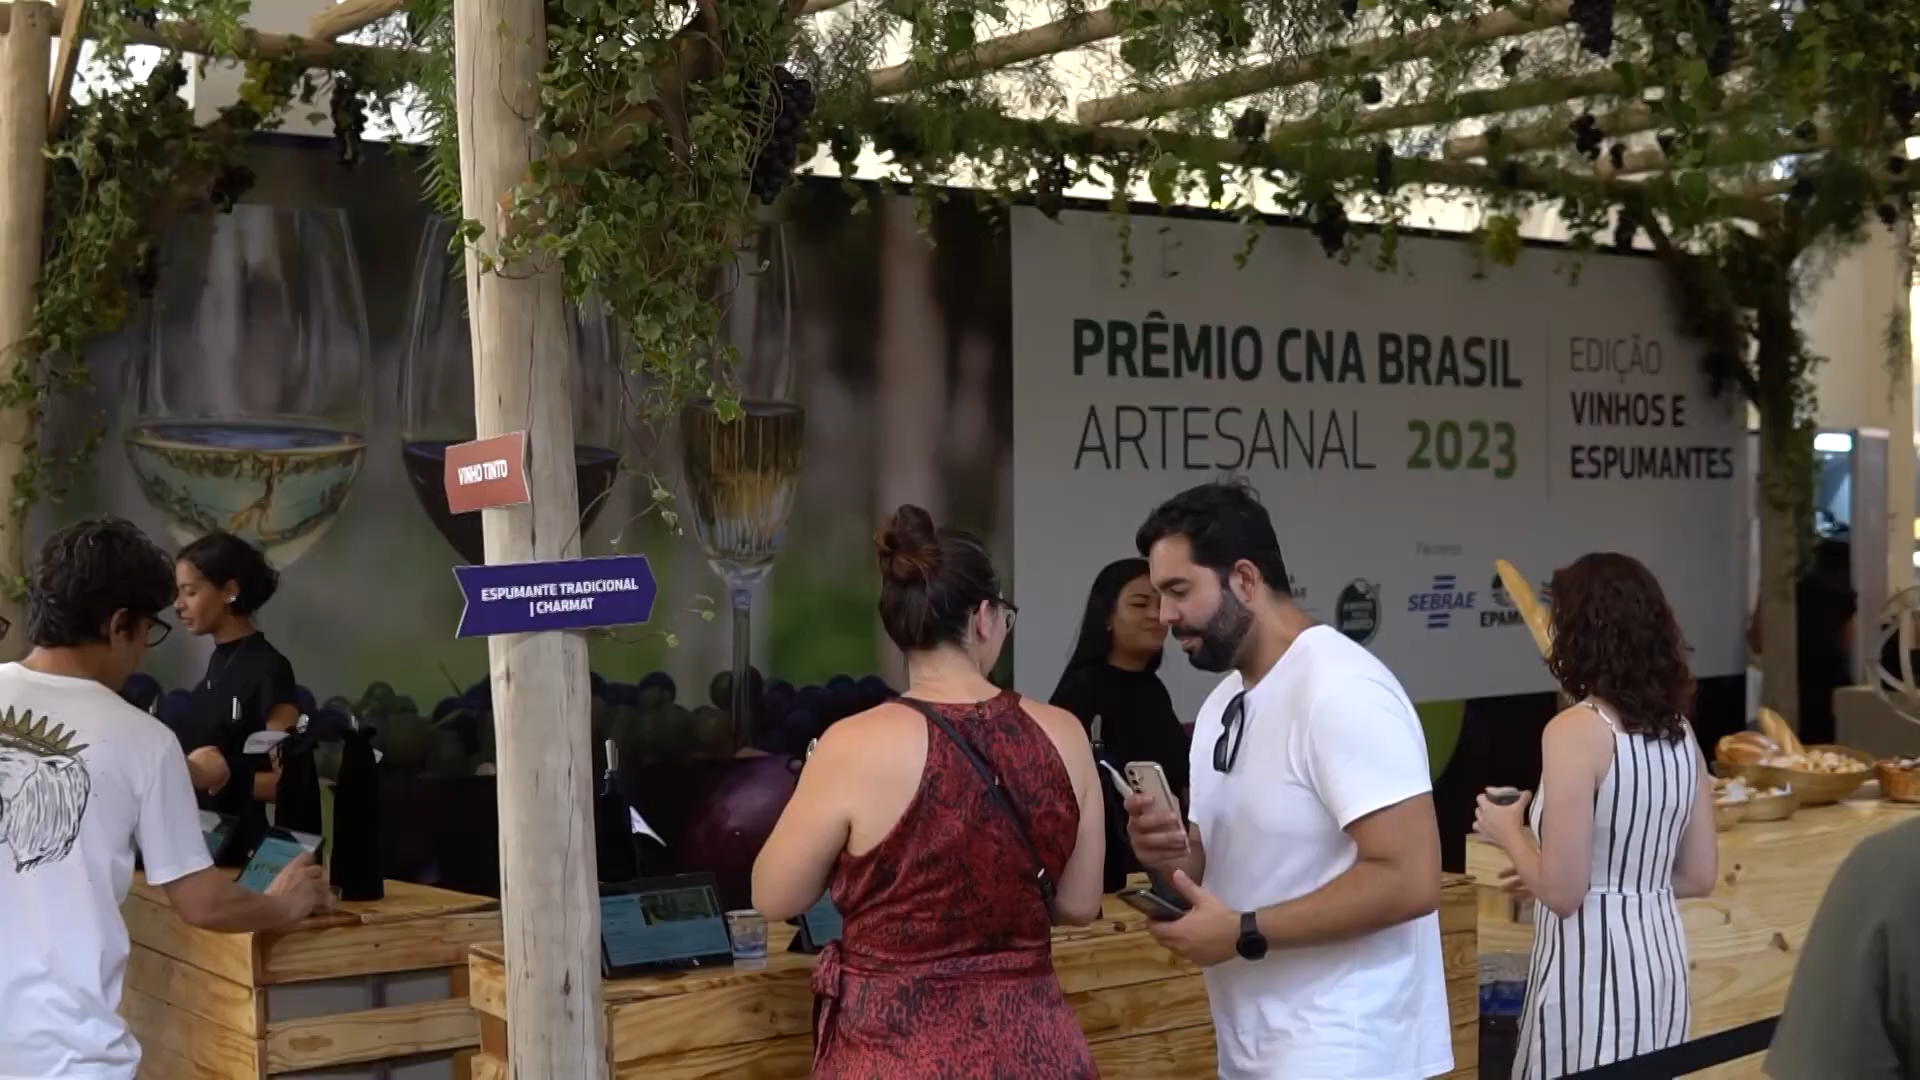 PRÊMIO CNA BRASIL
ARTESANAL 2023
EDIÇÃO
VINHOS E
ESPUMANTES
VINHO TINTO
ESPUMANTE TRADICIONAL
| CHARMAT
SEBRAE